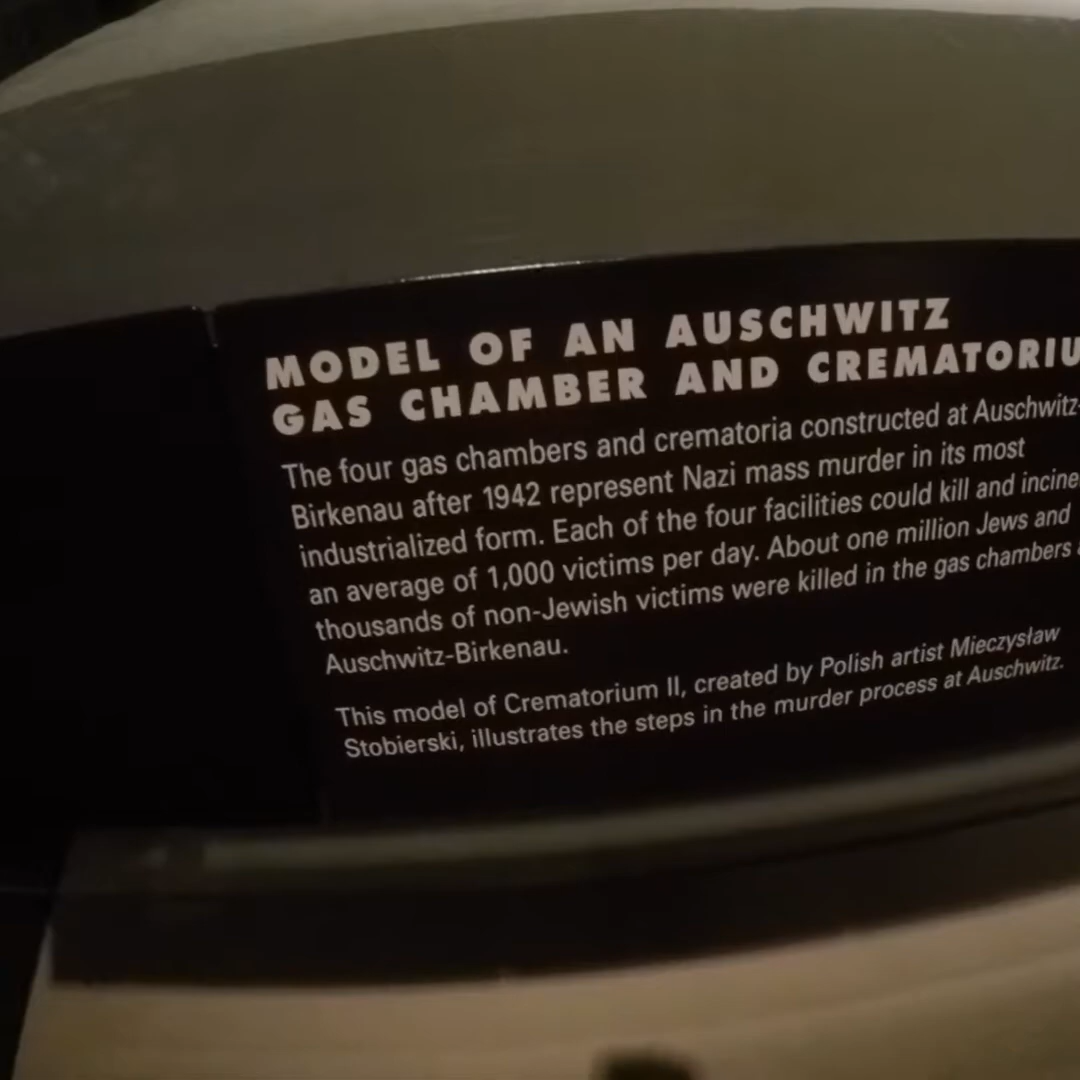 MODEL OF AN AUSCHWITZ
GAS CHAMBER AND CREMATORIU
The four gas chambers and crematoria constructed at Auschwitz-
Birkenau after 1942 represent Nazi mass murder in its most
industrialized form. Each of the four facilities could kill and incine
an average of 1,000 victims per day. About one million Jews and
thousands of non-Jewish victims were killed in the gas chambers
Auschwitz-Birkenau.
This model of Crematorium II, created by Polish artist Mieczysław
Stobierski, illustrates the steps in the murder process at Auschwitz.